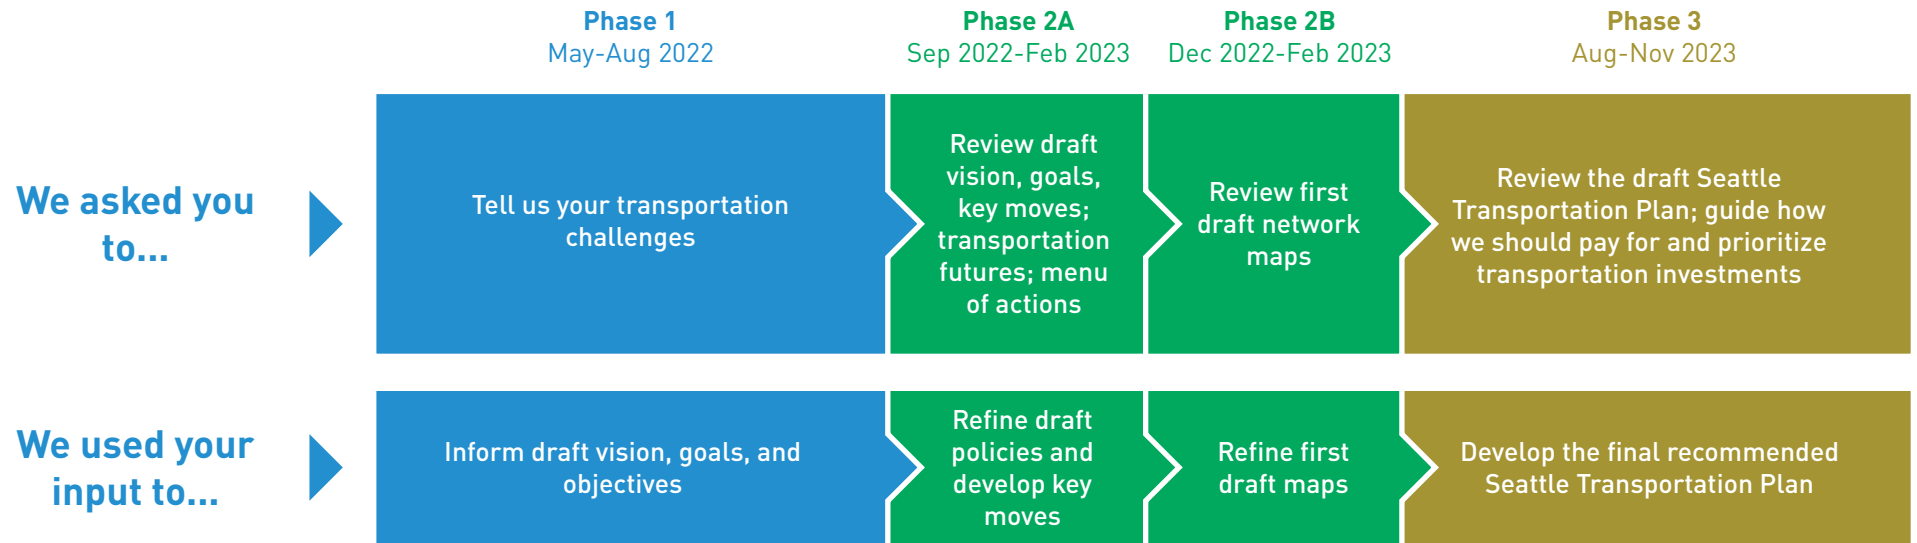 Phase 1
May-Aug 2022
Phase 2A
Sep 2022-Feb 2023
Phase 2B
Dec 2022-Feb 2023
Phase 3
Aug-Nov 2023
We asked you
to...
Tell us your transportation
challenges
Review draft
vision, goals,
key moves;
transportation
futures; menu
of actions
Review first
draft network
maps
Review the draft Seattle
Transportation Plan; guide how
we should pay for and prioritize
transportation investments
We used your
input to...
Inform draft vision, goals, and
objectives
Refine draft
policies and
develop key
moves
Refine first
draft maps
Develop the final recommended
Seattle Transportation Plan